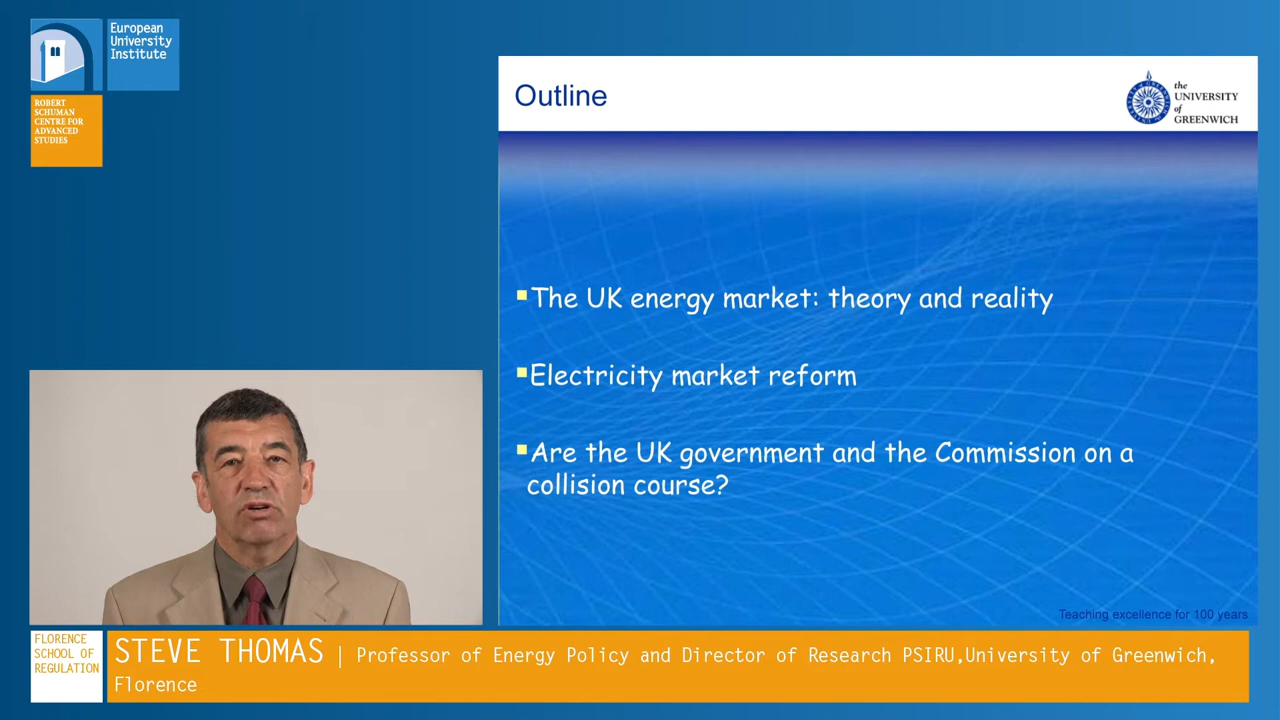 European
University
Institute
ROBERT
SCHUMAN
CENTRE FOR
ADVANCED
STUDIES
Outline
the
UNIVERSITY
of
GREENWICH
▪The UK energy market: theory and reality
▪Electricity market reform
▪Are the UK government and the Commission on a
collision course?
Teaching excellence for 100 years
FLORENCE
SCHOOL OF
REGULATION
STEVE THOMAS | Professor of Energy Policy and Director of Research PSIRU,University of Greenwich,
Florence